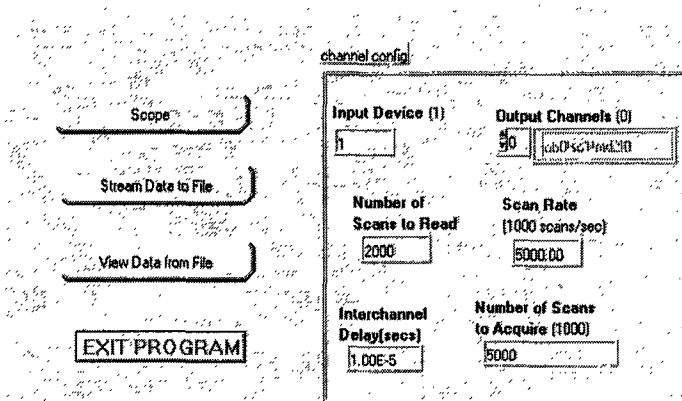 channel config
Scope
Stream Data to File
View Data from File
EXIT PROGRAM
Input Device (1)
1
Output Channels (0)
0
Number of
Scans to Read
2000
Scan Rate
(1000 scans/sec)
5000.00
Interchannel
Delay(secs)
1.00E-5
Number of Scans
to Acquire (1000)
5000